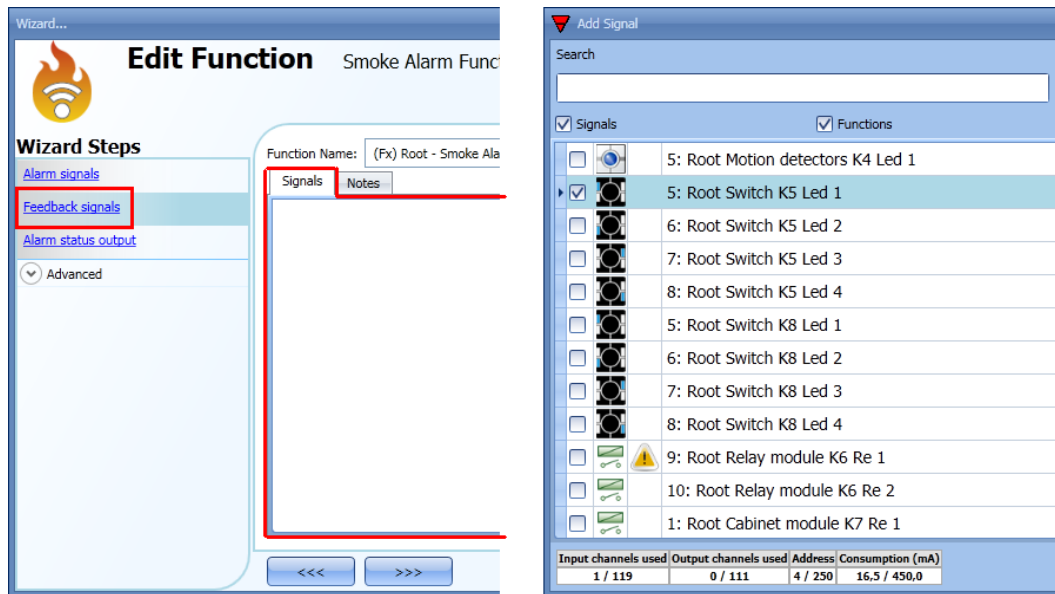 Wizard...
Edit Function Smoke Alarm Func
Wizard Steps
Alarm signals
Feedback signals
Alarm status output
Advanced
Function Name: (Fx) Root - Smoke Ala
Signals Notes
<<< >>>
Add Signal
Search
Signals Functions
5: Root Motion detectors K4 Led 1
5: Root Switch K5 Led 1
6: Root Switch K5 Led 2
7: Root Switch K5 Led 3
8: Root Switch K5 Led 4
5: Root Switch K8 Led 1
6: Root Switch K8 Led 2
7: Root Switch K8 Led 3
8: Root Switch K8 Led 4
9: Root Relay module K6 Re 1
10: Root Relay module K6 Re 2
1: Root Cabinet module K7 Re 1
Input channels used Output channels used Address Consumption (mA)
1 / 119 0 / 111 4 / 250 16,5 / 450,0